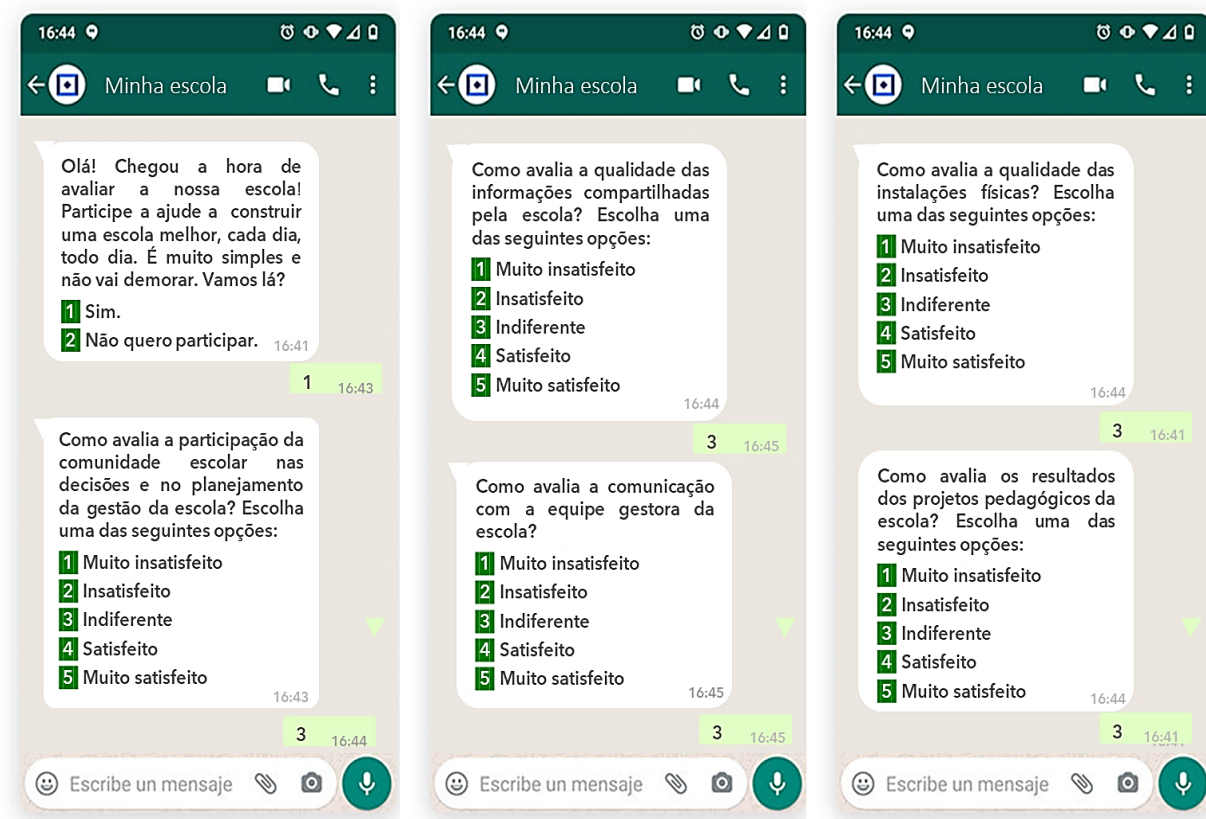 16:44
Minha escola
Olá! Chegou a hora de
avaliar a nossa escola!
Participe a ajude a construir
uma escola melhor, cada dia,
todo dia. É muito simples e
não vai demorar. Vamos lá?
1 Sim.
2 Não quero participar. 16:41
1 16:43
Como avalia a participação da
comunidade escolar nas
decisões e no planejamento
da gestão da escola? Escolha
uma das seguintes opções:
1 Muito insatisfeito
2 Insatisfeito
3 Indiferente
4 Satisfeito
5 Muito satisfeito
16:43
3 16:44
Escribe un mensaje
16:44
Minha escola
Como avalia a qualidade das
informações compartilhadas
pela escola? Escolha uma
das seguintes opções:
1 Muito insatisfeito
2 Insatisfeito
3 Indiferente
4 Satisfeito
5 Muito satisfeito
16:44
3 16:45
Como avalia a comunicação
com a equipe gestora da
escola?
1 Muito insatisfeito
2 Insatisfeito
3 Indiferente
4 Satisfeito
5 Muito satisfeito
16:45
3 16:45
Escribe un mensaje
16:44
Minha escola
Como avalia a qualidade das
instalações físicas? Escolha
uma das seguintes opções:
1 Muito insatisfeito
2 Insatisfeito
3 Indiferente
4 Satisfeito
5 Muito satisfeito
16:44
3 16:41
Como avalia os resultados
dos projetos pedagógicos da
escola? Escolha uma das
seguintes opções:
1 Muito insatisfeito
2 Insatisfeito
3 Indiferente
4 Satisfeito
5 Muito satisfeito
16:44
3 16:41
Escribe un mensaje